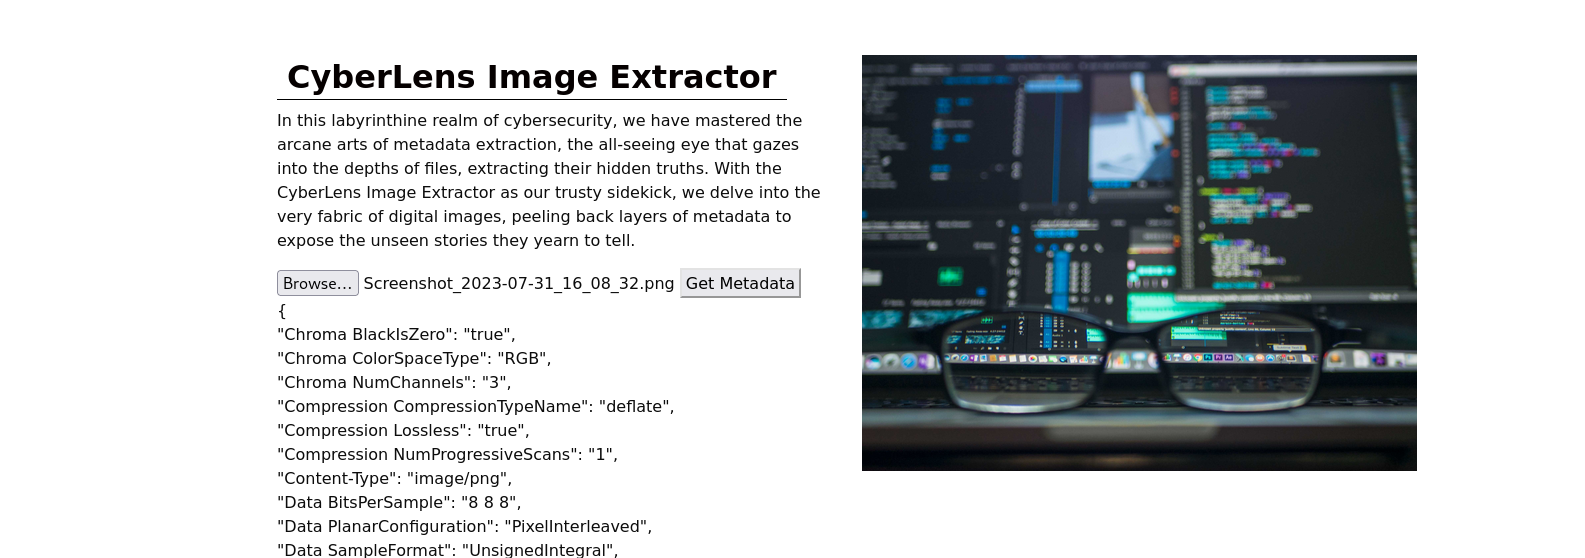 CyberLens Image Extractor
In this labyrinthine realm of cybersecurity, we have mastered the
arcane arts of metadata extraction, the all-seeing eye that gazes
into the depths of files, extracting their hidden truths. With the
CyberLens Image Extractor as our trusty sidekick, we delve into the
very fabric of digital images, peeling back layers of metadata to
expose the unseen stories they yearn to tell.
Browse... Screenshot_2023-07-31_16_08_32.png Get Metadata
{
"Chroma BlackIsZero": "true",
"Chroma ColorSpaceType": "RGB",
"Chroma NumChannels": "3",
"Compression CompressionTypeName": "deflate",
"Compression Lossless": "true",
"Compression NumProgressiveScans": "1",
"Content-Type": "image/png",
"Data BitsPerSample": "8 8 8",
"Data PlanarConfiguration": "PixelInterleaved",
"Data SampleFormat": "UnsignedIntegral",